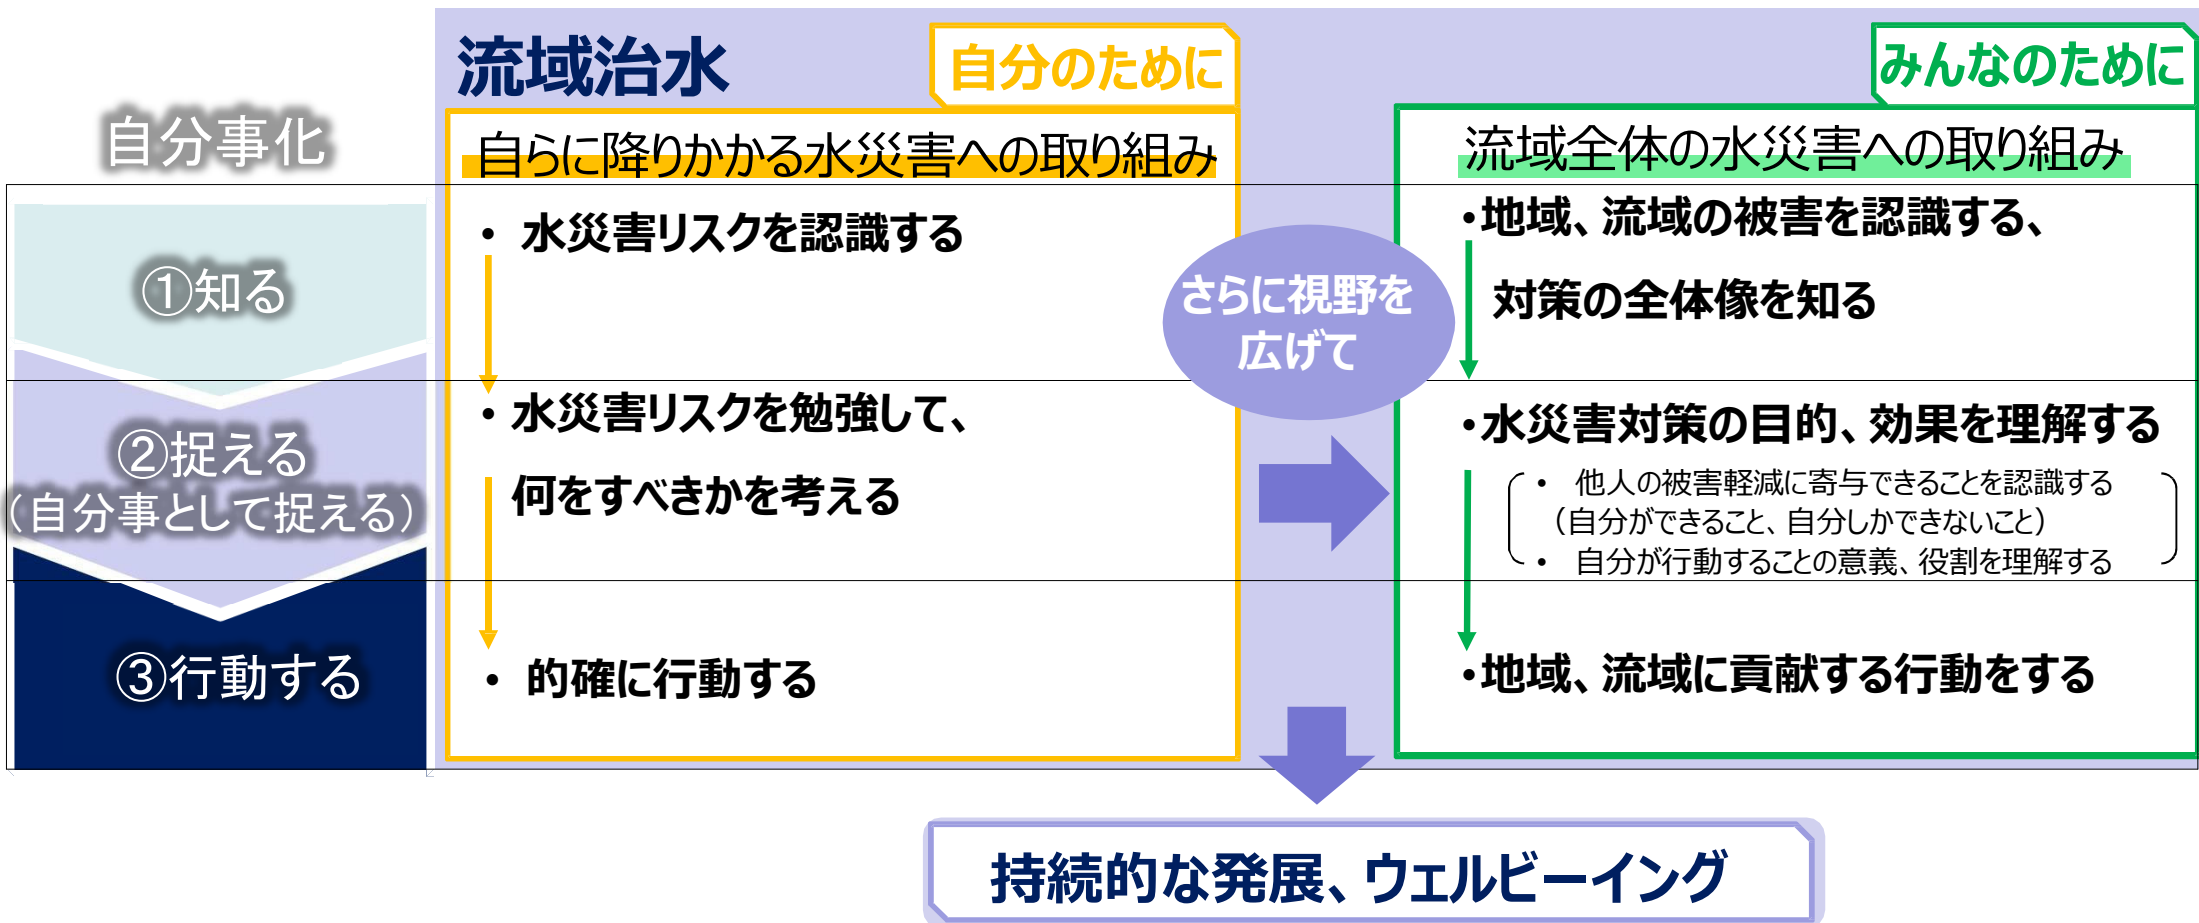 流域治水
自分のために
みんなのために
自分事化
自らに降りかかる水災害への取り組み
流域全体の水災害への取り組み
①知る
・ 水災害リスクを認識する
さらに視野を
広げて
・地域、流域の被害を認識する、
対策の全体像を知る
②捉える
（自分事として捉える）
・ 水災害リスクを勉強して、
何をすべきかを考える
・水災害対策の目的、効果を理解する
・ 他人の被害軽減に寄与できることを認識する
（自分ができること、自分しかできないこと）
・ 自分が行動することの意義、役割を理解する
③行動する
・ 的確に行動する
・地域、流域に貢献する行動をする
持続的な発展、ウェルビーイング